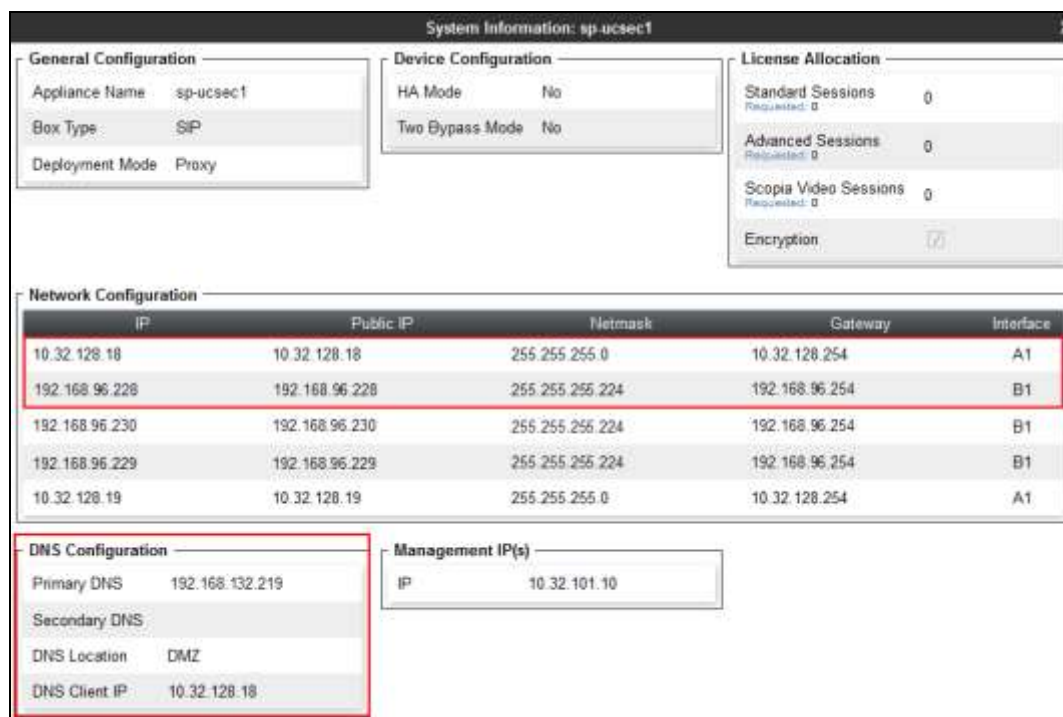 System Information: sp-ucsec1
General Configuration
Appliance Name sp-ucsec1
Box Type SIP
Deployment Mode Proxy
Device Configuration
HA Mode No
Two Bypass Mode No
License Allocation
Standard Sessions 0
Requested: 0
Advanced Sessions 0
Requested: 0
Scopia Video Sessions 0
Requested: 0
Encryption
Network Configuration
IP Public IP Netmask Gateway Interface
10.32.128.18 10.32.128.18 255.255.255.0 10.32.128.254 A1
192.168.96.228 192.168.96.228 255.255.255.224 192.168.96.254 B1
192.168.96.230 192.168.96.230 255.255.255.224 192.168.96.254 B1
192.168.96.229 192.168.96.229 255.255.255.224 192.168.96.254 B1
10.32.128.19 10.32.128.19 255.255.255.0 10.32.128.254 A1
DNS Configuration
Primary DNS 192.168.132.219
Secondary DNS
DNS Location DMZ
DNS Client IP 10.32.128.18
Management IP(s)
IP 10.32.101.10